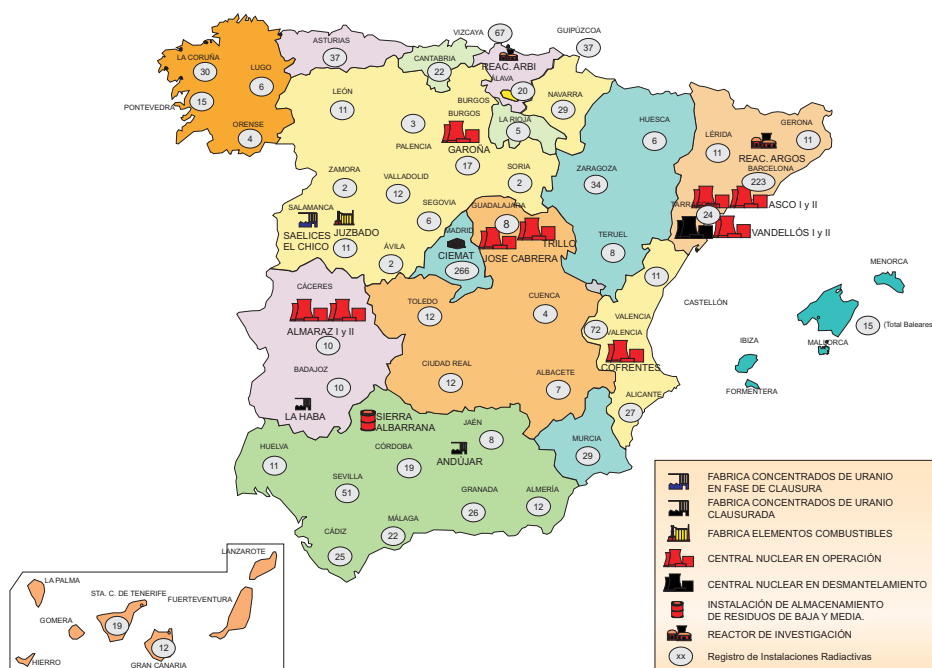 VIZCAYA
67
GUIPÚZCOA
37
ASTURIAS
37
CANTABRIA
22
REAC. ARBI
ÁLAVA
20
LA CORUÑA
30
LUGO
6
PONTEVEDRA
15
ORENSE
4
LEÓN
11
3
PALENCIA
BURGOS
BURGOS
GAROÑA
17
LA RIOJA
5
NAVARRA
29
HUESCA
6
LÉRIDA
11
GERONA
11
REAC. ARGOS
BARCELONA
223
ZAMORA
2
VALLADOLID
12
SORIA
2
ZARAGOZA
34
SALAMANCA
SAELICES
EL CHICO
JUZBADO
11
SEGOVIA
6
ÁVILA
2
MADRID
CIEMAT
266
GUADALAJARA
8
TRILLO
JOSE CABRERA
TERUEL
8
TARRAGONA
24
ASCO I y II
VANDELLÓS I y II
CÁCERES
ALMARAZ I y II
10
TOLEDO
12
CUENCA
4
11
CASTELLÓN
VALENCIA
72
VALENCIA
COFRENTES
MENORCA
15
(Total Baleares
MALLORCA
IBIZA
FORMENTERA
BADAJOZ
10
LA HABA
CIUDAD REAL
12
ALBACETE
7
ALICANTE
27
SIERRA
ALBARRANA
JAÉN
8
MURCIA
29
HUELVA
11
CÓRDOBA
19
ANDÚJAR
SEVILLA
51
GRANADA
26
ALMERÍA
12
CÁDIZ
25
MÁLAGA
22
LANZAROTE
LA PALMA
STA. C. DE TENERIFE
19
FUERTEVENTURA
GOMERA
12
HIERRO
GRAN CANARIA
FABRICA CONCENTRADOS DE URANIO
EN FASE DE CLAUSURA
FABRICA CONCENTRADOS DE URANIO
CLAUSURADA
FABRICA ELEMENTOS COMBUSTIBLES
CENTRAL NUCLEAR EN OPERACIÓN
CENTRAL NUCLEAR EN DESMANTELAMIENTO
INSTALACIÓN DE ALMACENAMIENTO
DE RESIDUOS DE BAJA Y MEDIA.
REACTOR DE INVESTIGACIÓN
xx Registro de Instalaciones Radiactivas